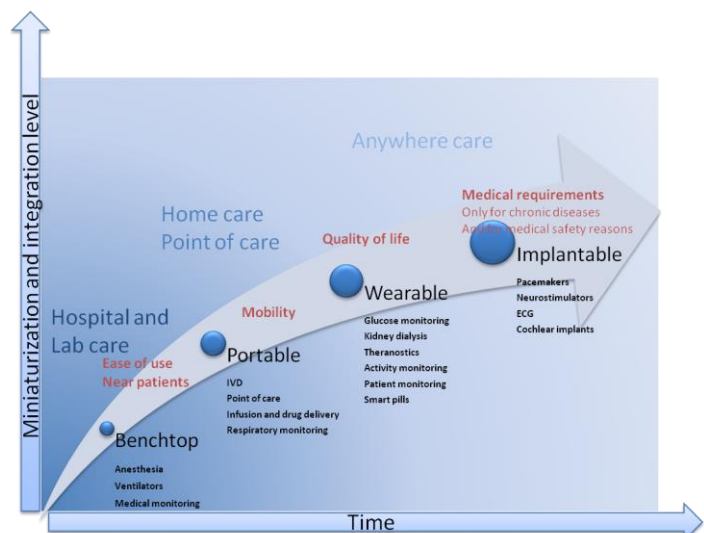 Miniaturization and integration level
Anywhere care
Medical requirements
Only for chronic diseases
medical safety reasons
Implantable
Pacemakers
Neurostimulators
ECG
Cochlear implants
Home care
Point of care
Quality of life
Wearable
Glucose monitoring
Kidney dialysis
Theranostics
Activity monitoring
Patient monitoring
Smart pills
Mobility
Portable
IVD
Point of care
Infusion and drug delivery
Respiratory monitoring
Hospital and
Lab care
Ease of use
Near patients
Benchtop
Anesthesia
Ventilators
Medical monitoring
Time